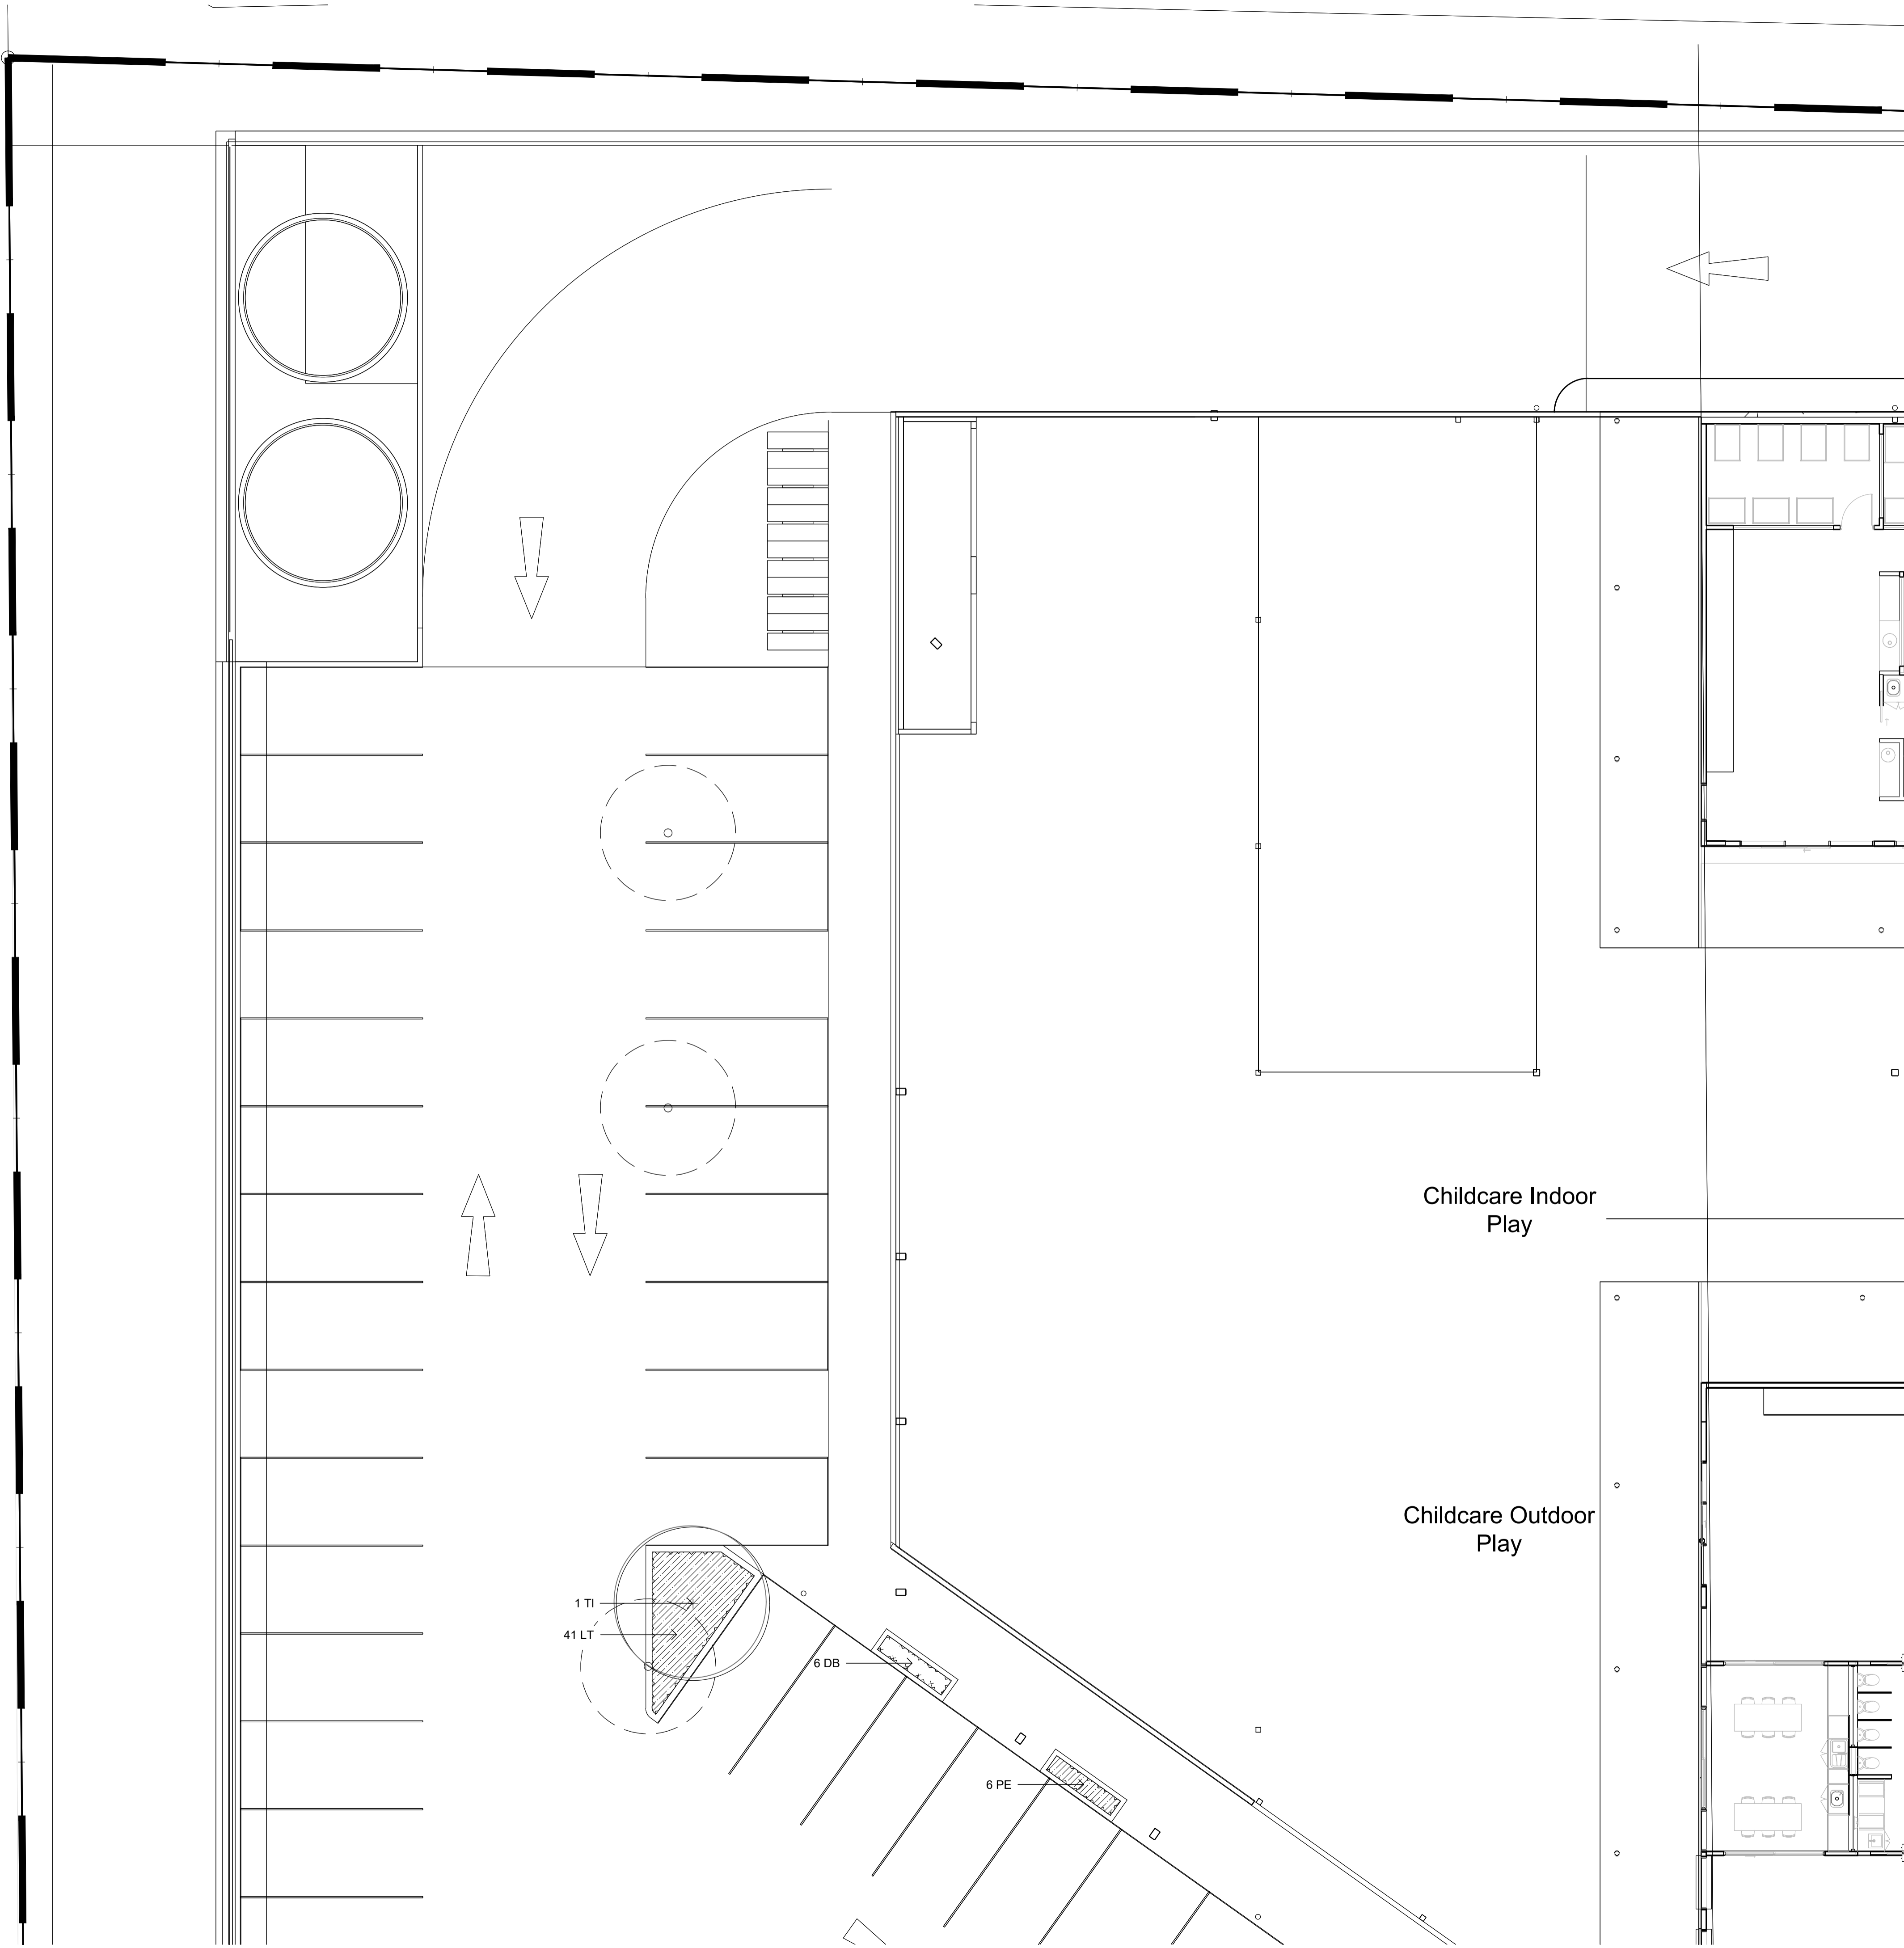 Childcare Indoor
Play
Childcare Outdoor
Play
1 TI
41 LT
6 DB
6 PE